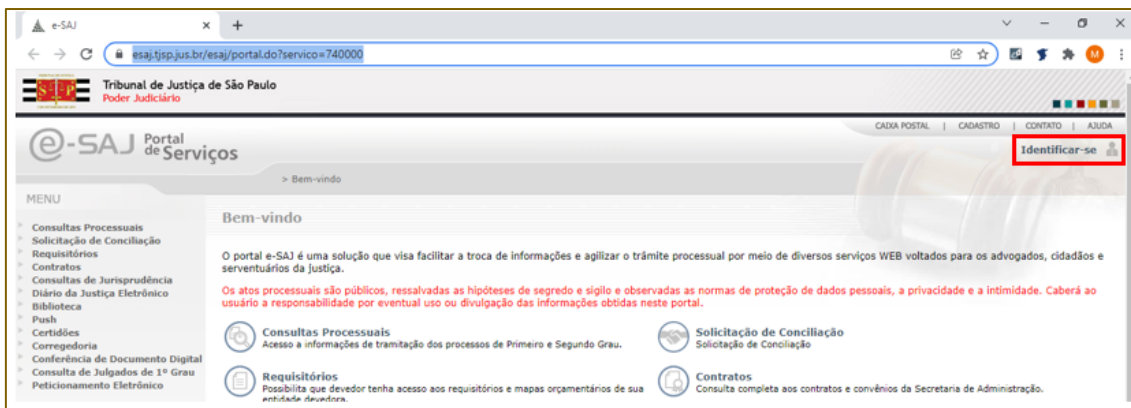 e-SAJ
esaj.tjsp.jus.br/esaj/portal.do?servico=740000
M
S P
Tribunal de Justiça de São Paulo
Poder Judiciário
CAIXA POSTAL | CADASTRO | CONTATO | AJUDA
e-SAJ Portal de Serviços
Identificar-se
> Bem-vindo
MENU
Consultas Processuais
Solicitação de Conciliação
Requisitórios
Contratos
Consultas de Jurisprudência
Diário da Justiça Eletrônico
Biblioteca
Push
Certidões
Corregedoria
Conferência de Documento Digital
Consulta de Julgados de 1º Grau
Peticionamento Eletrônico
Bem-vindo
O portal e-SAJ é uma solução que visa facilitar a troca de informações e agilizar o trâmite processual por meio de diversos serviços WEB voltados para os advogados, cidadãos e
serventuários da justiça.
Os atos processuais são públicos, ressalvadas as hipóteses de segredo e sigilo e observadas as normas de proteção de dados pessoais, a privacidade e a intimidade. Caberá ao
usuário a responsabilidade por eventual uso ou divulgação das informações obtidas neste portal.
Consultas Processuais
Acesso a informações de tramitação dos processos de Primeiro e Segundo Grau.
Solicitação de Conciliação
Solicitação de Conciliação
Requisitórios
Possibilita que devedor tenha acesso aos requisitórios e mapas orçamentários de sua
entidade devedora.
Contratos
Consulta completa aos contratos e convênios da Secretaria de Administração.